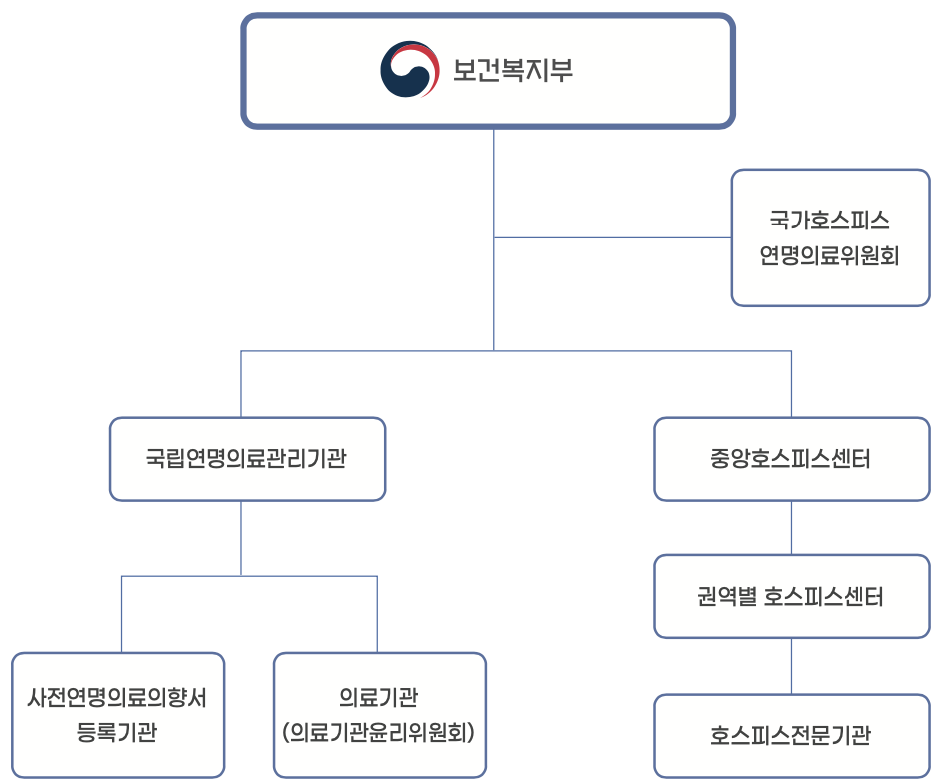 보건복지부
국가호스피스
연명의료위원회
국립연명의료관리기관
중앙호스피스센터
권역별 호스피스센터
사전연명의료의향서
등록기관
의료기관
(의료기관윤리위원회)
호스피스전문기관